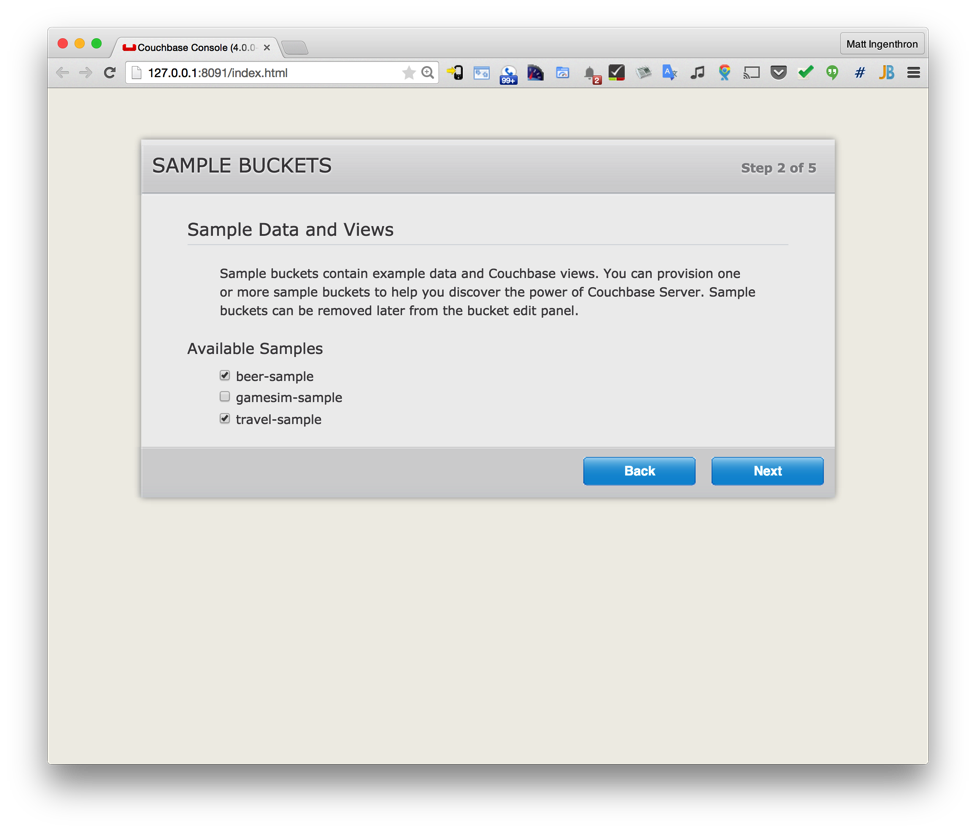 Couchbase Console (4.0.0
Matt Ingenthron
127.0.0.1:8091/index.html
99+
2
#
JB
SAMPLE BUCKETS
Step 2 of 5
Sample Data and Views
Sample buckets contain example data and Couchbase views. You can provision one
or more sample buckets to help you discover the power of Couchbase Server. Sample
buckets can be removed later from the bucket edit panel.
Available Samples
beer-sample
gamesim-sample
travel-sample
Back
Next